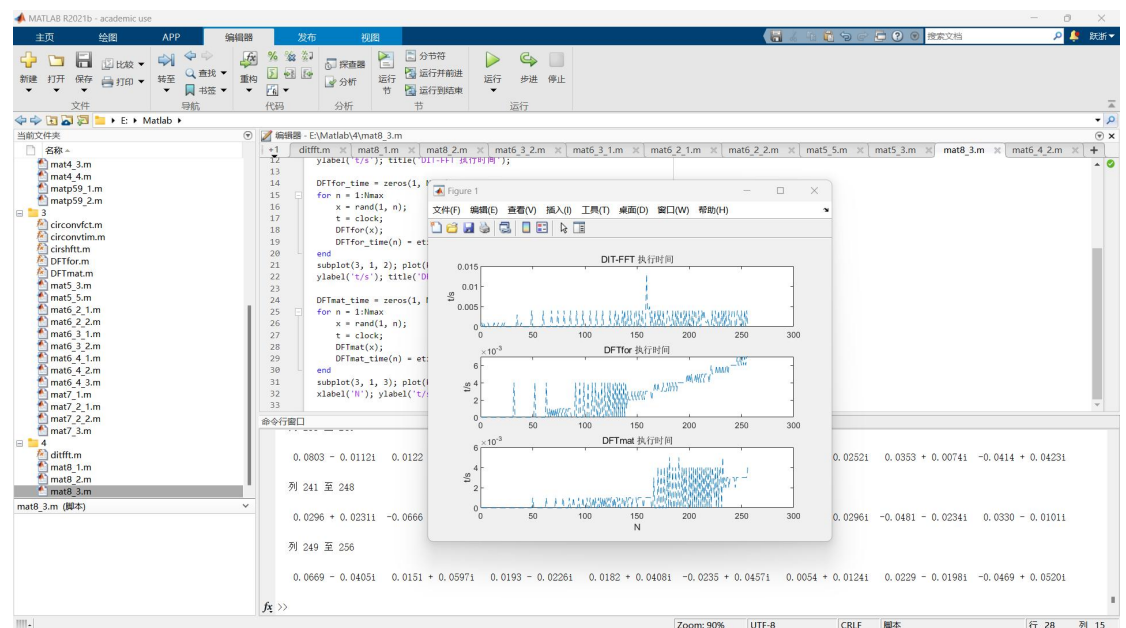 MATLAB R2021b - academic use
主页 绘图 APP 编辑器 发布 视图
搜索文档
新建 打开 保存 比较 打印
转至 查找 书签
重构
运行节 分节符 运行并前进 运行到结束
探查器 分析
运行 步进 停止
文件 导航 代码 分析 节 运行
E: Matlab
当前文件夹
名称
mat4_3.m
mat4_4.m
matp59_1.m
matp59_2.m
3
circonvfct.m
circonvtim.m
cirshftt.m
DFTfor.m
DFTmat.m
mat5_3.m
mat5_5.m
mat6_2_1.m
mat6_2_2.m
mat6_3_1.m
mat6_3_2.m
mat6_4_1.m
mat6_4_2.m
mat6_4_3.m
mat7_1.m
mat7_2_1.m
mat7_2_2.m
mat7_3.m
4
ditfft.m
mat8_1.m
mat8_2.m
mat8_3.m
mat8_3.m (脚本)
编辑器 - E:\Matlab\4\mat8_3.m
+1 ditfft.m mat8_1.m mat8_2.m mat6_3_2.m mat6_3_1.m mat6_2_1.m mat6_2_2.m mat5_5.m mat5_3.m mat8_3.m mat6_4_2.m
12 ylabel('t/s'); title('DIT-FFT 执行时间');
13
14 DFTfor_time = zeros(1,
15 for n = 1:Nmax
16 x = rand(1, n);
17 t = clock;
18 DFTfor(x);
19 DFTfor_time(n) =
20 end
21 subplot(3, 1, 2);
22 ylabel('t/s');
23
24 DFTmat_time = zeros(1,
25 for n = 1:Nmax
26 x = rand(1, n);
27 t = clock;
28 DFTmat(x);
29 DFTmat_time(n) =
30 end
31 subplot(3, 1, 3);
32 xlabel('N');
33
Figure 1
文件(F) 编辑(E) 查看(V) 插入(I) 工具(T) 桌面(D) 窗口(W) 帮助(H)
DIT-FFT 执行时间
0.015
0.01
0.005
0
t/s
0 50 100 150 200 250 300
DFTfor 执行时间
×10-3
6
4
2
0
t/s
0 50 100 150 200 250 300
DFTmat 执行时间
×10-3
6
4
2
0
t/s
0 50 100 150 200 250 300
N
命令行窗口
0.0803 - 0.0112i 0.0122 0.0252i 0.0353 + 0.0074i -0.0414 + 0.0423i
列 241 至 248
0.0296 + 0.0231i -0.0666 0.0296i -0.0481 - 0.0234i 0.0330 - 0.0101i
列 249 至 256
0.0669 - 0.0405i 0.0151 + 0.0597i 0.0193 - 0.0226i 0.0182 + 0.0408i -0.0235 + 0.0457i 0.0054 + 0.0124i 0.0229 - 0.0198i -0.0469 + 0.0520i
fx >>
Zoom: 90% UTF-8 CRLF 脚本 行 28 列 15